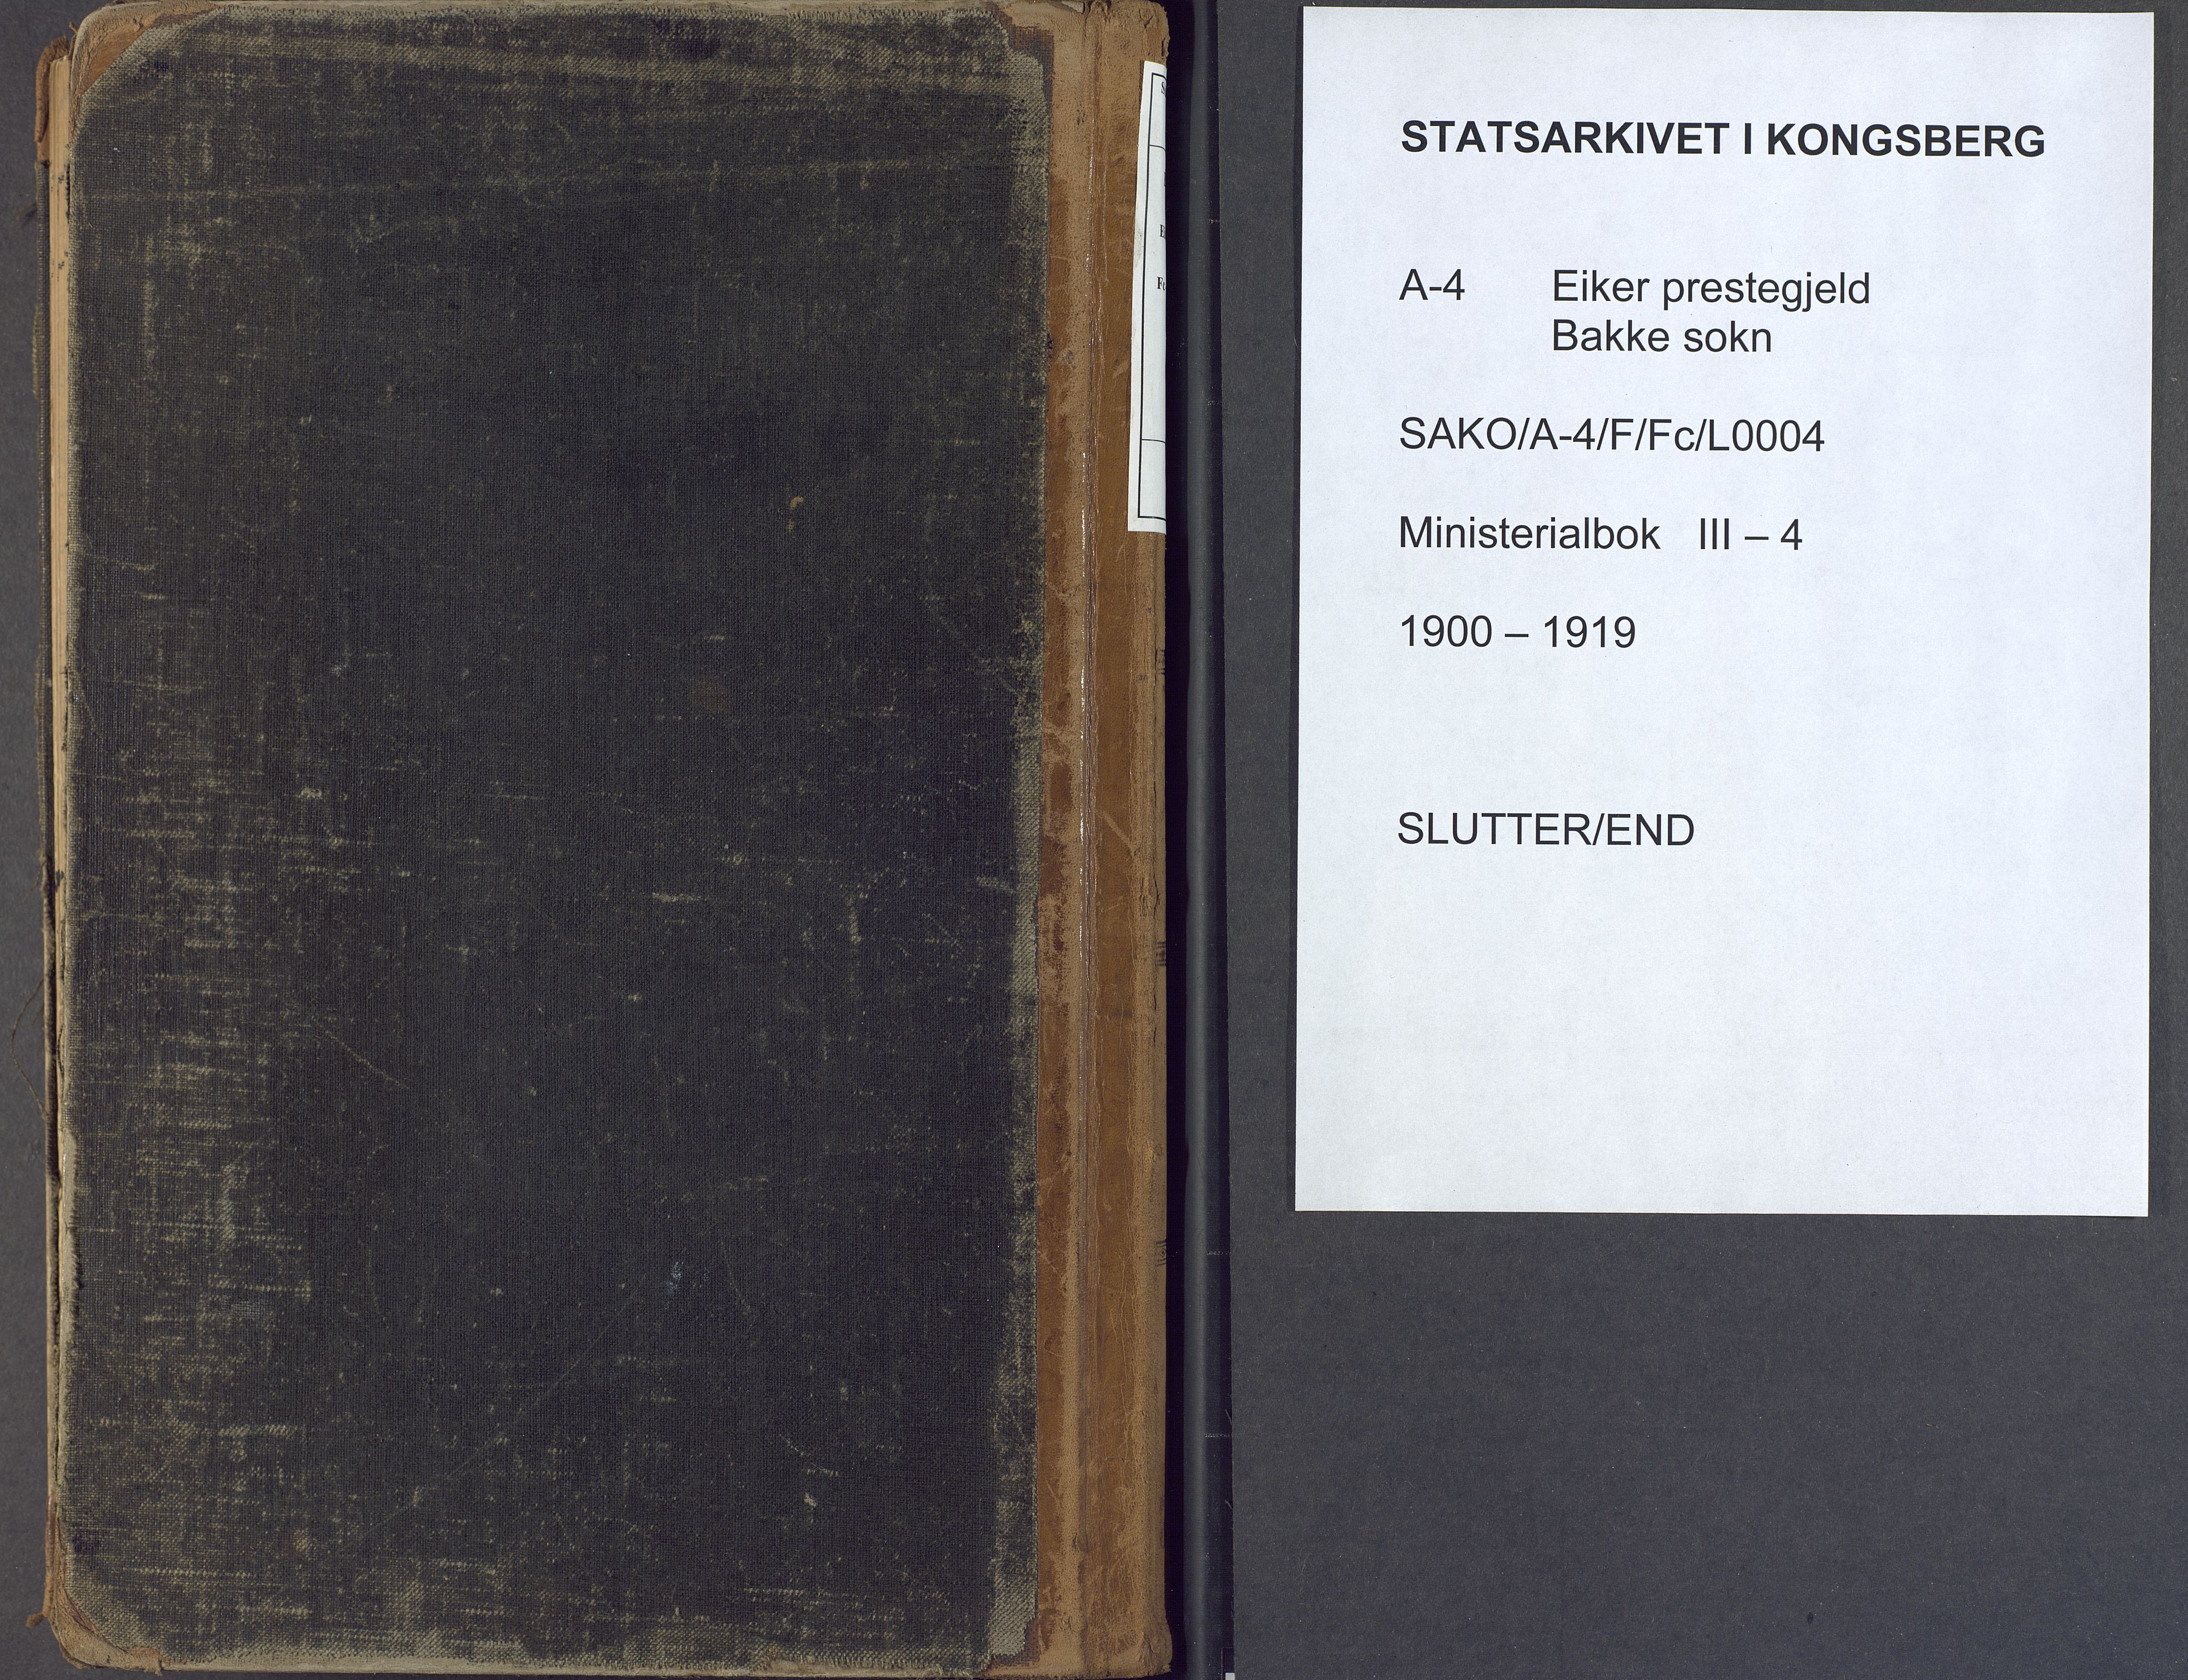 STATSARKIVET I KONGSBERG
A-4 Eiker prestegjeld
Bakke sokn
SAKO/A-4/F/Fc/L0004
Ministerialbok III – 4
1900 – 1919
SLUTTER/END